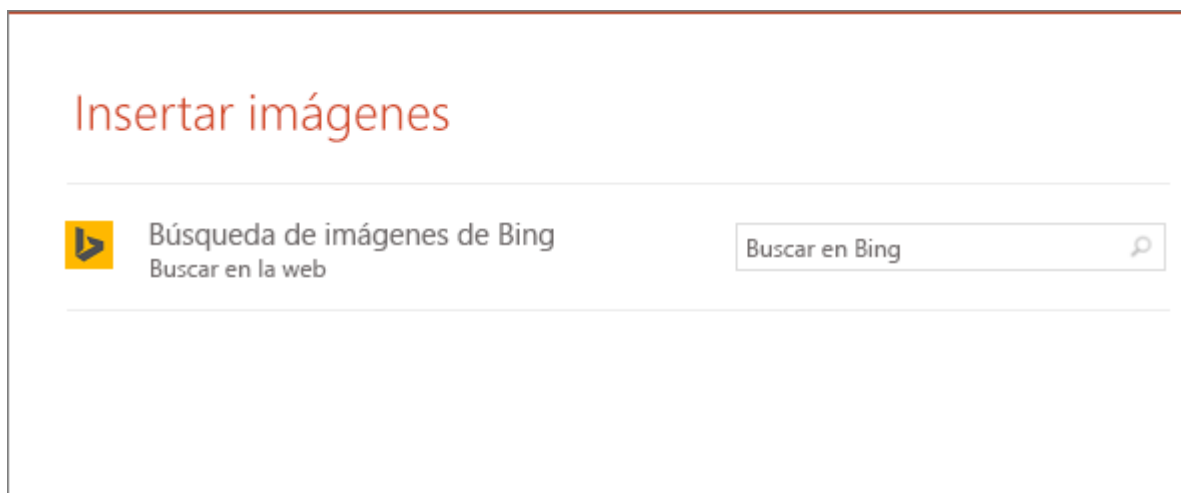 Insertar imágenes
Búsqueda de imágenes de Bing
Buscar en la web
Buscar en Bing